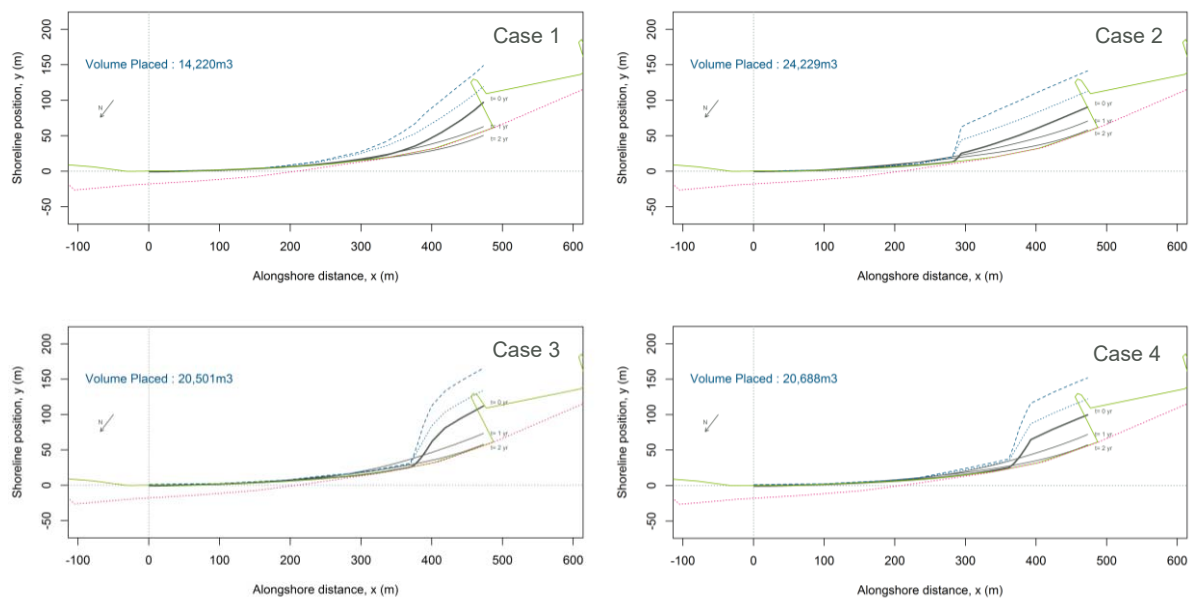 Case 1
Volume Placed : 14,220m3
N
t= 0 yr
t= 1 yr
t= 2 yr
Shoreline position, y (m)
200
150
100
50
0
-50
-100 0 100 200 300 400 500 600
Alongshore distance, x (m)
Case 2
Volume Placed : 24,229m3
N
t= 0 yr
t= 1 yr
t= 2 yr
Shoreline position, y (m)
200
150
100
50
0
-50
-100 0 100 200 300 400 500 600
Alongshore distance, x (m)
Case 3
Volume Placed : 20,501m3
N
t= 0 yr
t= 1 yr
t= 2 yr
Shoreline position, y (m)
200
150
100
50
0
-50
-100 0 100 200 300 400 500 600
Alongshore distance, x (m)
Case 4
Volume Placed : 20,688m3
N
t= 0 yr
t= 1 yr
t= 2 yr
Shoreline position, y (m)
200
150
100
50
0
-50
-100 0 100 200 300 400 500 600
Alongshore distance, x (m)